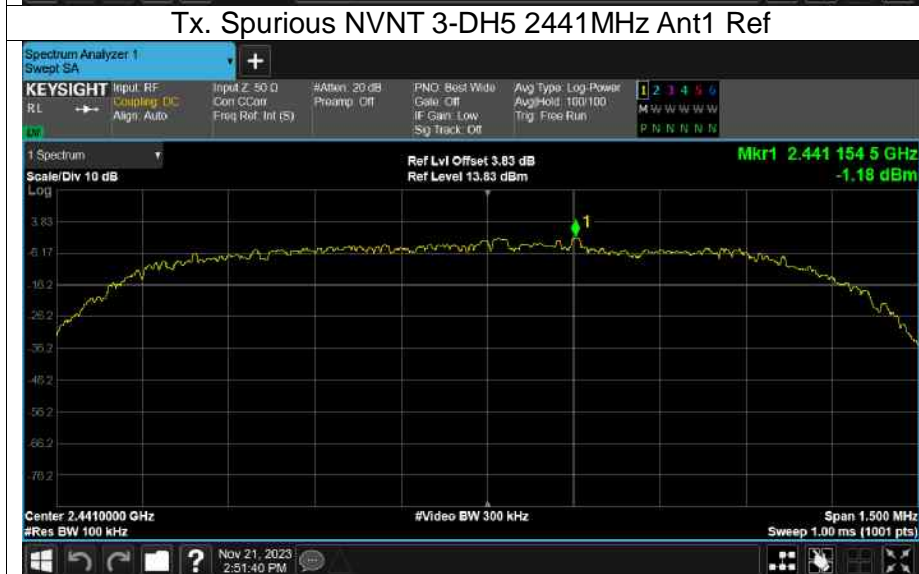 Tx. Spurious NVNT 3-DH5 2441MHz Ant1 Ref
Spectrum Analyzer 1
Swept SA
+
KEYSIGHT
RL
Input: RF
Coupling: DC
Align: Auto
Input Z: 50 Ω
Corr CCorr
Freq Ref: Int (S)
#Atten: 20 dB
Preamp: Off
PNO: Best Wide
Gate: Off
IF Gain: Low
Sig Track: Off
Avg Type: Log-Power
Avg|Hold: 100/100
Trig: Free Run
1 2 3 4 5 6
M W W W W W
P N N N N N
1 Spectrum
Scale/Div 10 dB
Log
Ref Lvl Offset 3.83 dB
Ref Level 13.83 dBm
Mkr1 2.441 154 5 GHz
-1.18 dBm
1
3.83
-6.17
-16.2
-26.2
-36.2
-46.2
-56.2
-66.2
-76.2
Center 2.4410000 GHz
#Res BW 100 kHz
#Video BW 300 kHz
Span 1.500 MHz
Sweep 1.00 ms (1001 pts)
?
Nov 21, 2023
2:51:40 PM